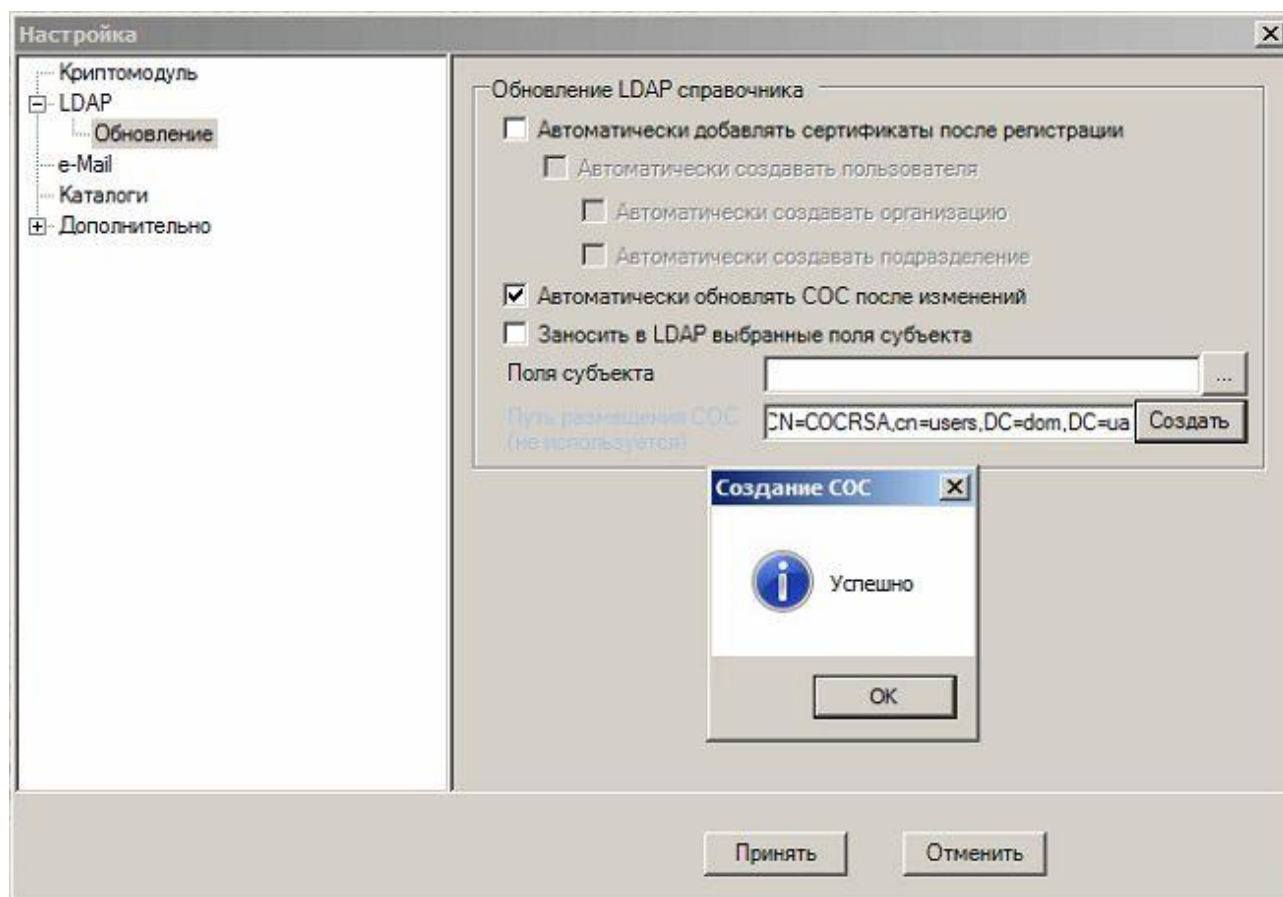 Настройка
Криптомодуль
LDAP
Обновление
e-Mail
Каталоги
Дополнительно
Обновление LDAP справочника
Автоматически добавлять сертификаты после регистрации
Автоматически создавать пользователя
Автоматически создавать организацию
Автоматически создавать подразделение
Автоматически обновлять СОС после изменений
Заносить в LDAP выбранные поля субъекта
Поля субъекта
...
Путь размещения СОС
(не используется)
CN=COCRSA,cn=users,DC=dom,DC=ua
Создать
Создание СОС
Успешно
ОК
Принять
Отменить